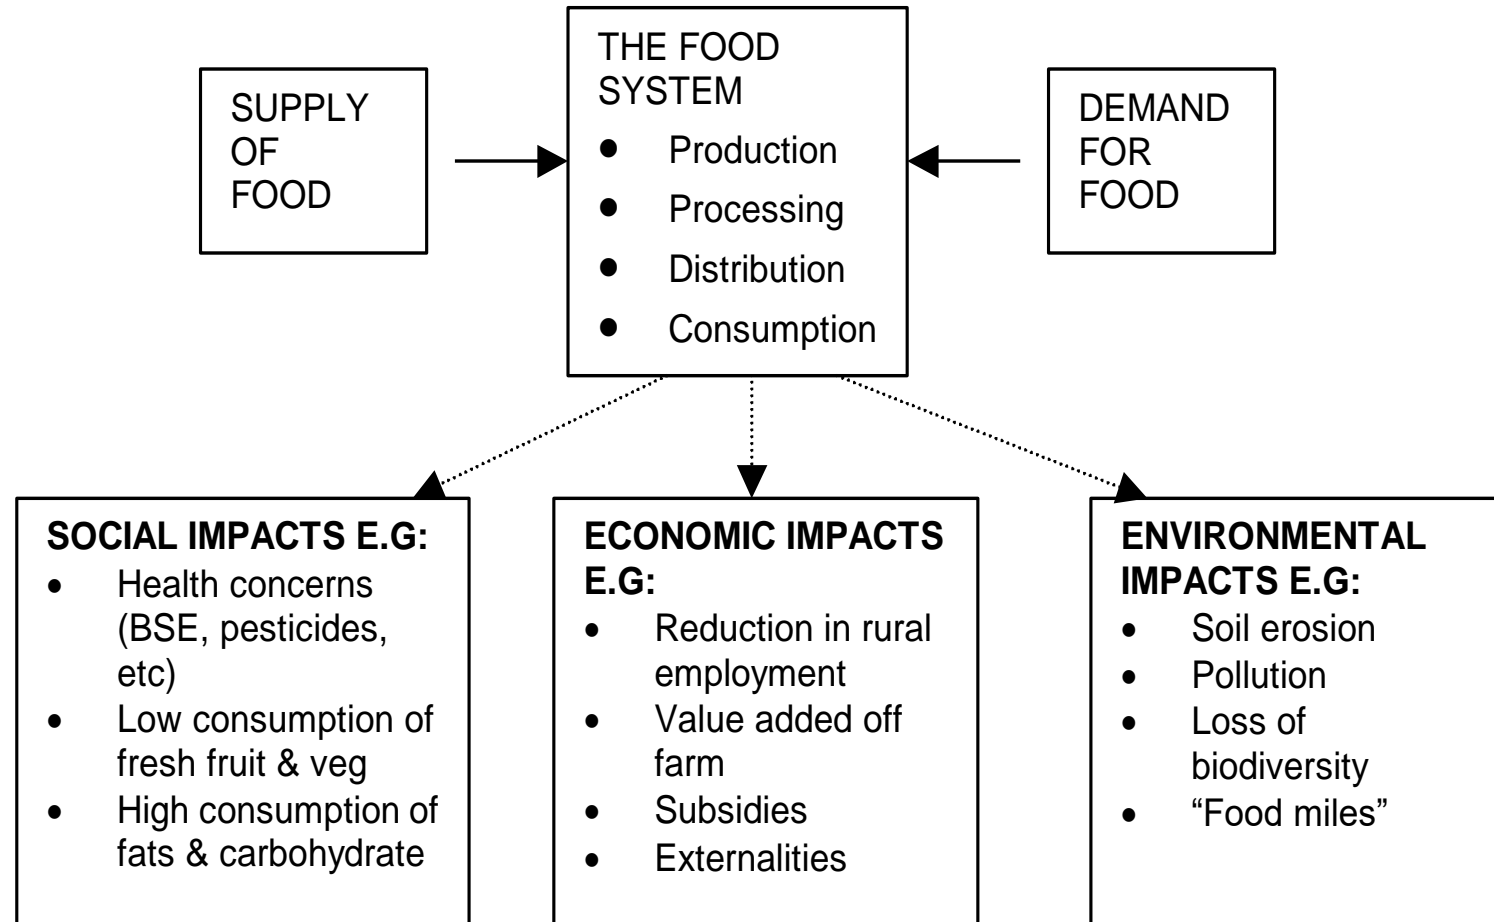 SUPPLY
OF
FOOD
THE FOOD
SYSTEM
• Production
• Processing
• Distribution
• Consumption
DEMAND
FOR
FOOD
SOCIAL IMPACTS E.G:
• Health concerns
(BSE, pesticides,
etc)
• Low consumption of
fresh fruit & veg
• High consumption of
fats & carbohydrate
ECONOMIC IMPACTS
E.G:
• Reduction in rural
employment
• Value added off
farm
• Subsidies
• Externalities
ENVIRONMENTAL
IMPACTS E.G:
• Soil erosion
• Pollution
• Loss of
biodiversity
• “Food miles”